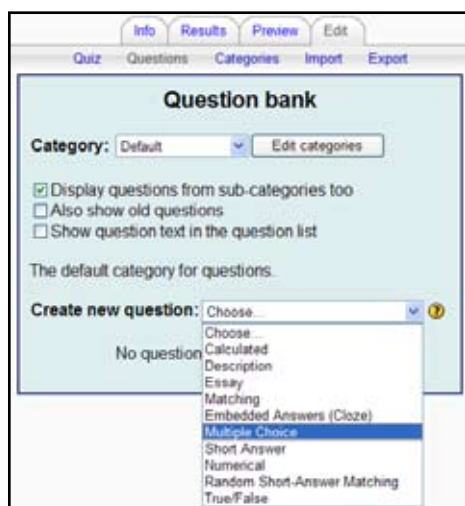 Info Results Preview Edit
Quiz Questions Categories Import Export
Question bank
Category: Default Edit categories
Display questions from sub-categories too
Also show old questions
Show question text in the question list
The default category for questions.
Create new question: Choose... ?
Choose...
No question Calculated
Description
Essay
Matching
Embedded Answers (Cloze)
Multiple Choice
Short Answer
Numerical
Random Short-Answer Matching
True/False